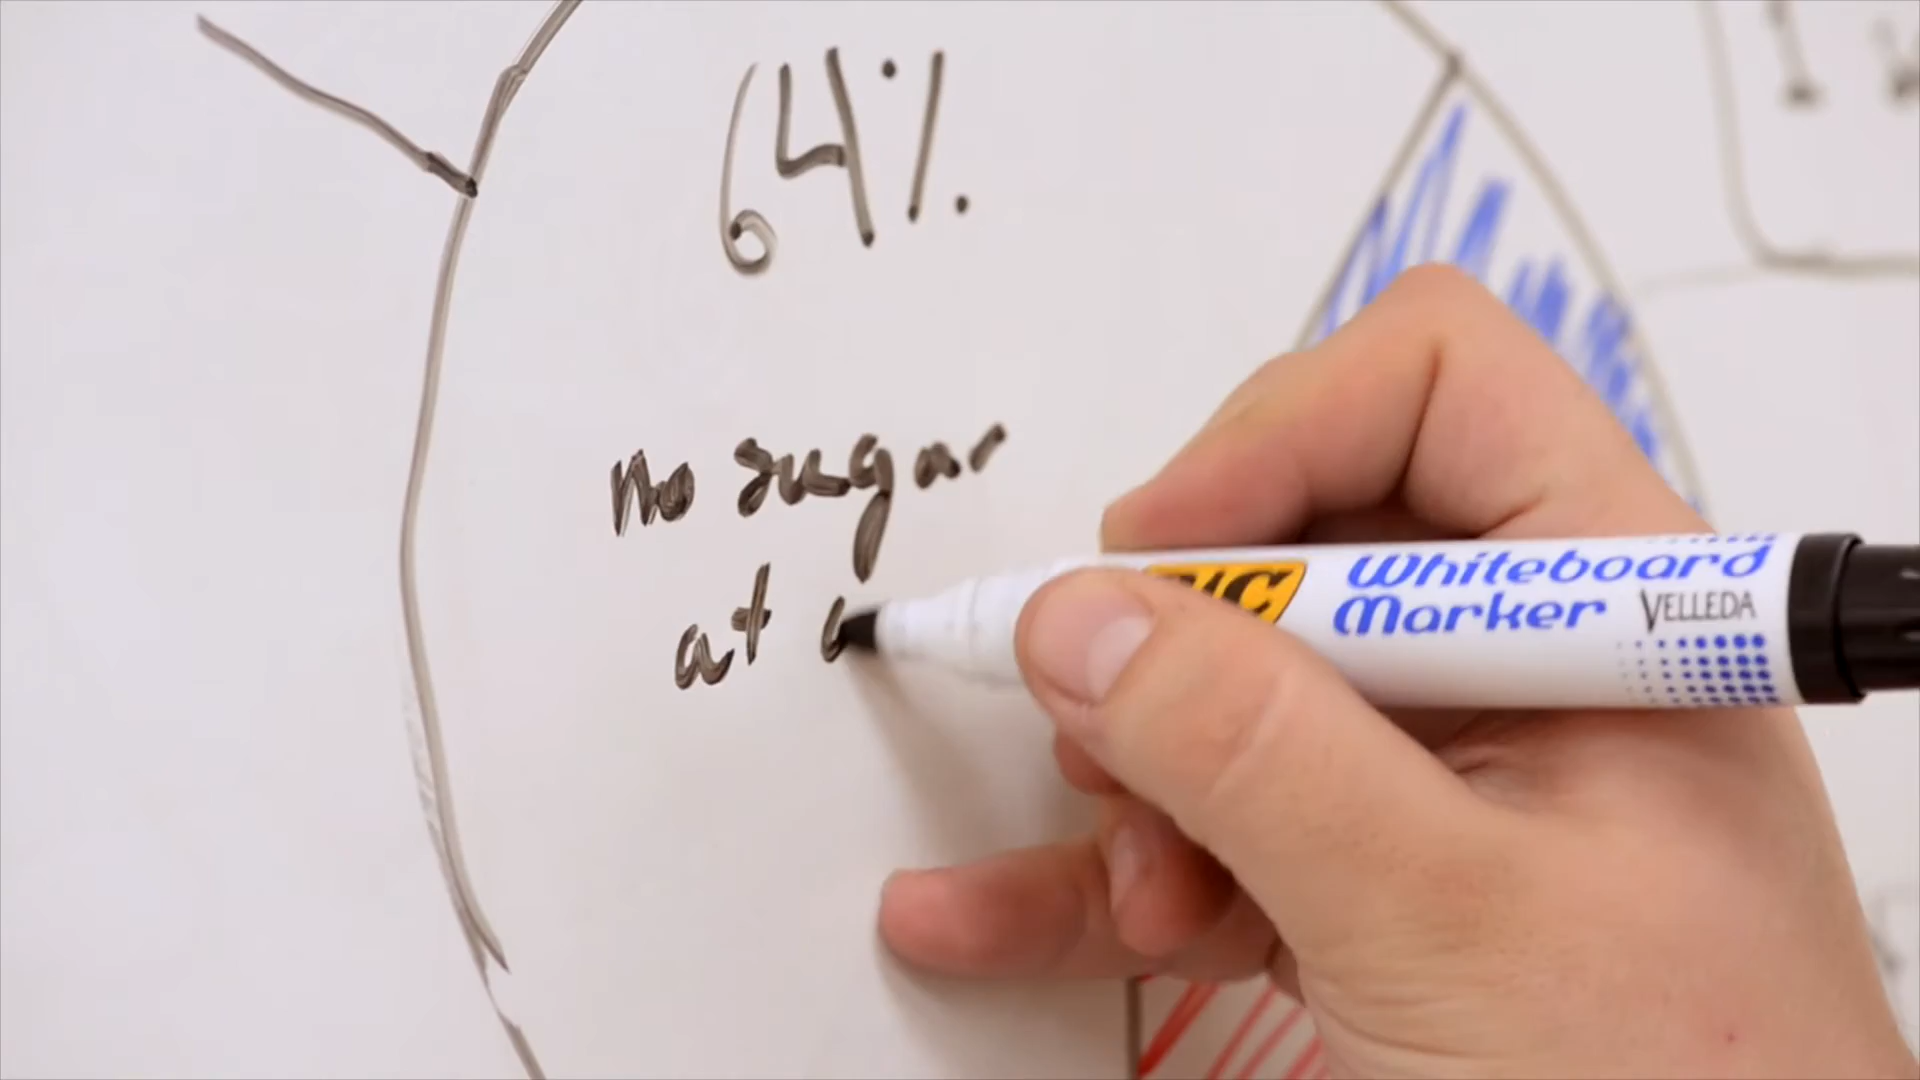 64%
no sugar
at
BIC
Whiteboard
Marker VELLEDA